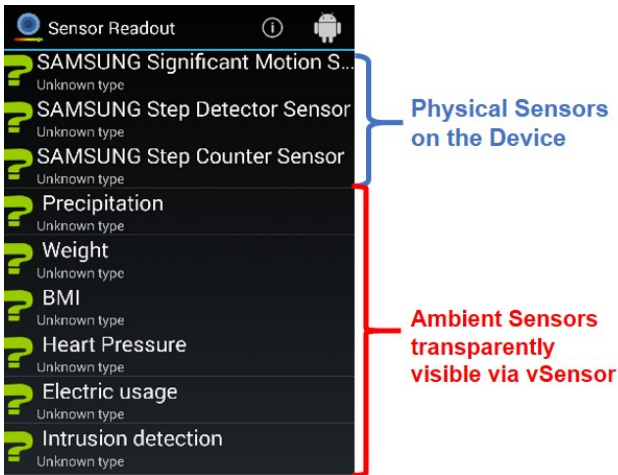 Sensor Readout
SAMSUNG Significant Motion S...
Unknown type
SAMSUNG Step Detector Sensor
Unknown type
SAMSUNG Step Counter Sensor
Unknown type
Precipitation
Unknown type
Weight
Unknown type
BMI
Unknown type
Heart Pressure
Unknown type
Electric usage
Unknown type
Intrusion detection
Unknown type
Physical Sensors
on the Device
Ambient Sensors
transparently
visible via vSensor